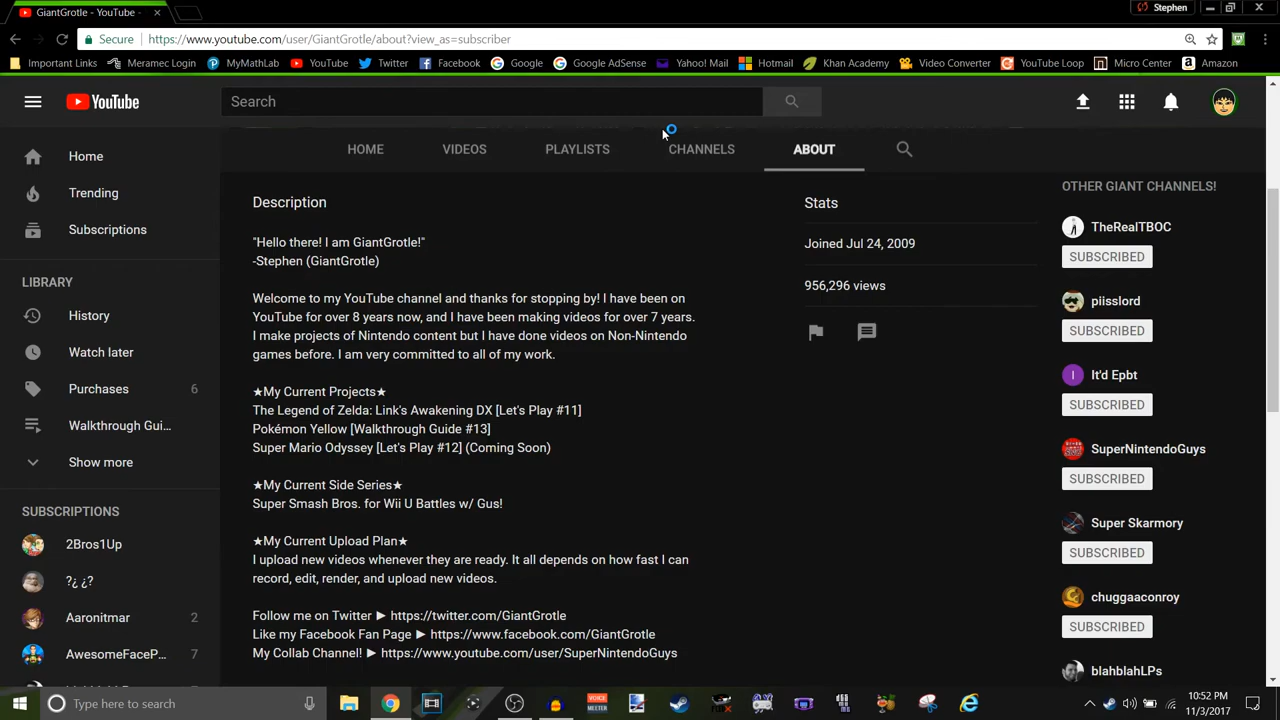 GiantGrotle - YouTube
Stephen
Secure
https://www.youtube.com/user/GiantGrotle/about?view_as=subscriber
Important Links
Meramec Login
MyMathLab
YouTube
Twitter
Facebook
Google
Google AdSense
Yahoo! Mail
Hotmail
Khan Academy
Video Converter
YouTube Loop
Micro Center
Amazon
YouTube
Search
HOME
VIDEOS
PLAYLISTS
CHANNELS
ABOUT
Home
Trending
Subscriptions
LIBRARY
History
Watch later
Purchases 6
Walkthrough Gui...
Show more
SUBSCRIPTIONS
2Bros1Up
?¿ ¿?
Aaronitmar 2
AwesomeFaceP... 7
Description
"Hello there! I am GiantGrotle!"
-Stephen (GiantGrotle)
Welcome to my YouTube channel and thanks for stopping by! I have been on
YouTube for over 8 years now, and I have been making videos for over 7 years.
I make projects of Nintendo content but I have done videos on Non-Nintendo
games before. I am very committed to all of my work.
★My Current Projects★
The Legend of Zelda: Link's Awakening DX [Let's Play #11]
Pokémon Yellow [Walkthrough Guide #13]
Super Mario Odyssey [Let's Play #12] (Coming Soon)
★My Current Side Series★
Super Smash Bros. for Wii U Battles w/ Gus!
★My Current Upload Plan★
I upload new videos whenever they are ready. It all depends on how fast I can
record, edit, render, and upload new videos.
Follow me on Twitter ► https://twitter.com/GiantGrotle
Like my Facebook Fan Page ► https://www.facebook.com/GiantGrotle
My Collab Channel! ► https://www.youtube.com/user/SuperNintendoGuys
Stats
Joined Jul 24, 2009
956,296 views
OTHER GIANT CHANNELS!
TheRealTBOC
SUBSCRIBED
piisslord
SUBSCRIBED
It'd Epbt
SUBSCRIBED
SuperNintendoGuys
SUBSCRIBED
Super Skarmory
SUBSCRIBED
chuggaaconroy
SUBSCRIBED
blahblahLPs
Type here to search
VOICE
MEETER
10:52 PM
11/3/2017